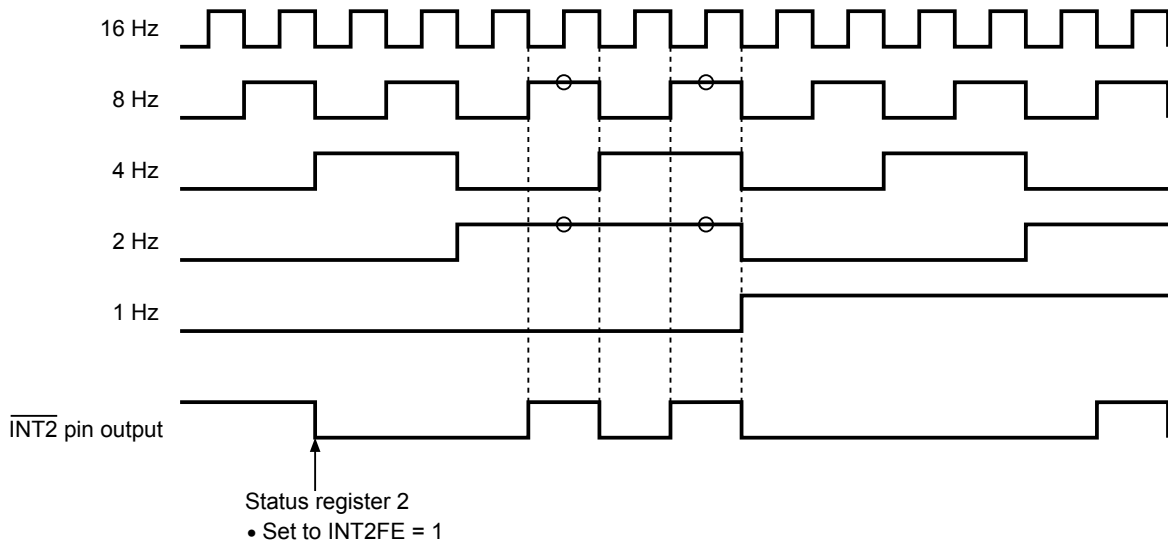 16 Hz
8 Hz
4 Hz
2 Hz
1 Hz
INT2 pin output
Status register 2
• Set to INT2FE = 1